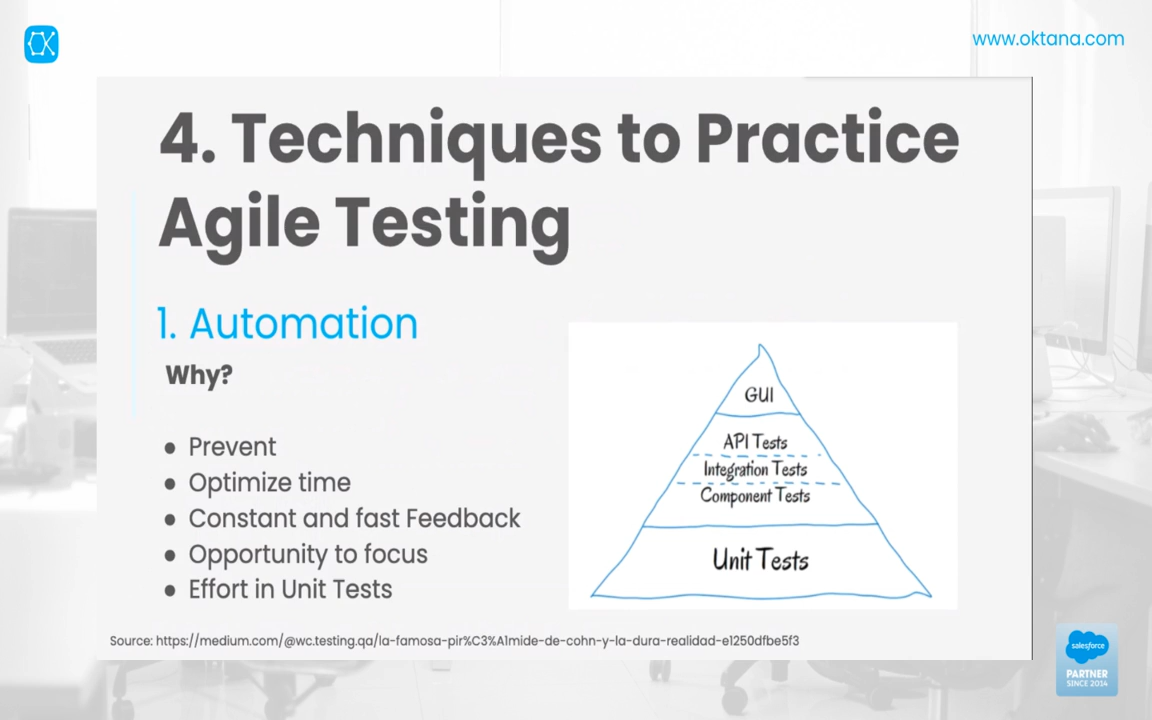 www.oktana.com
4. Techniques to Practice
Agile Testing
1. Automation
Why?
● Prevent
● Optimize time
● Constant and fast Feedback
● Opportunity to focus
● Effort in Unit Tests
GUI
API Tests
Integration Tests
Component Tests
Unit Tests
Source: https://medium.com/@wc.testing.qa/la-famosa-pir%C3%A1mide-de-cohn-y-la-dura-realidad-e1250dfbe5f3
salesforce
PARTNER
SINCE 2014